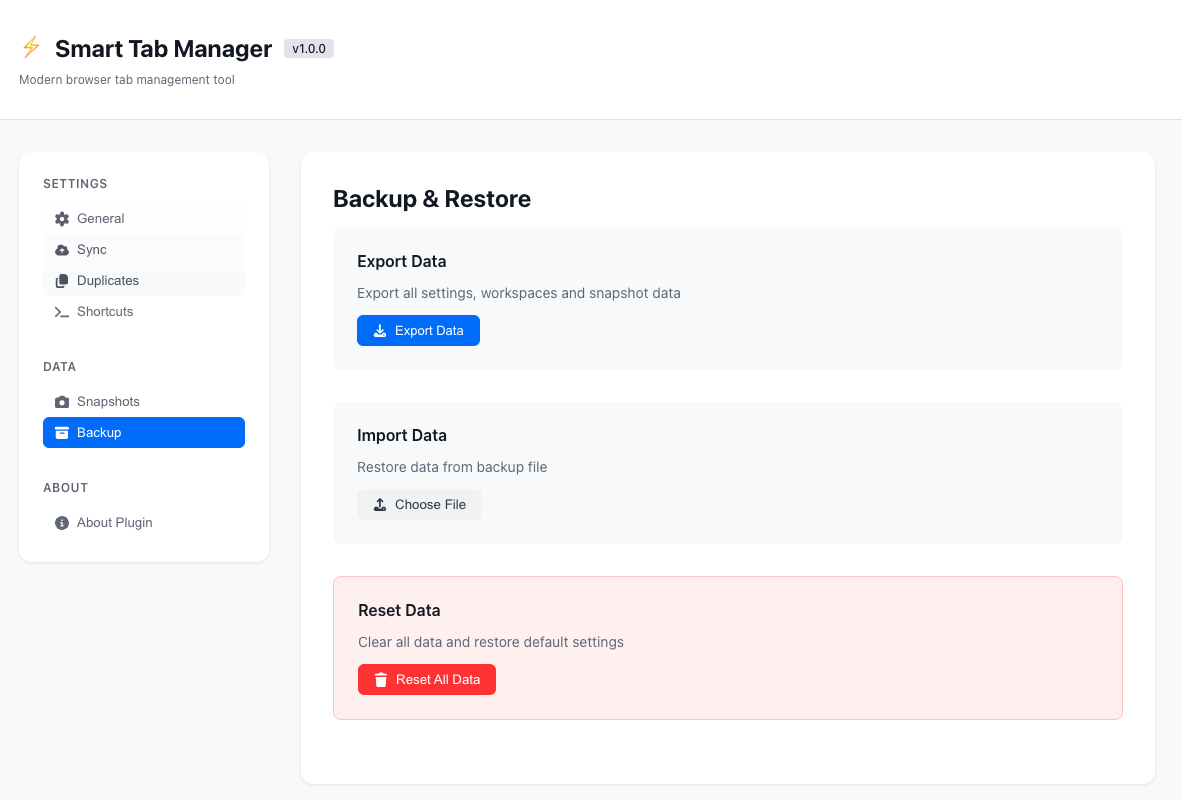 Smart Tab Manager v1.0.0
Modern browser tab management tool
SETTINGS
General
Sync
Duplicates
Shortcuts
DATA
Snapshots
Backup
ABOUT
About Plugin
Backup & Restore
Export Data
Export all settings, workspaces and snapshot data
Export Data
Import Data
Restore data from backup file
Choose File
Reset Data
Clear all data and restore default settings
Reset All Data